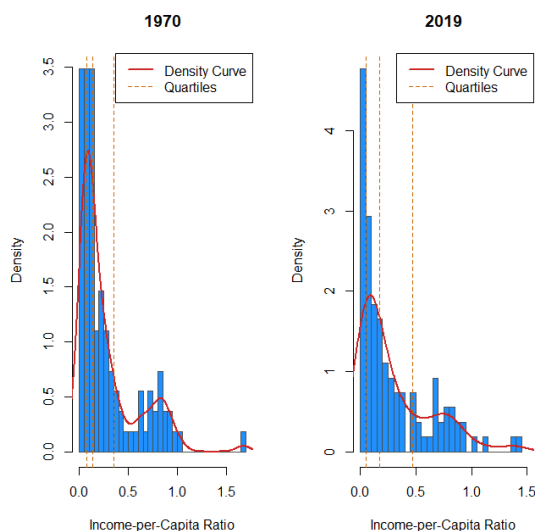 1970
Density Curve
Quartiles
3.5
3.0
2.5
2.0
1.5
1.0
0.5
0.0
Density
0.0 0.5 1.0 1.5
Income-per-Capita Ratio
2019
Density Curve
Quartiles
4
3
2
1
0
Density
0.0 0.5 1.0 1.5
Income-per-Capita Ratio